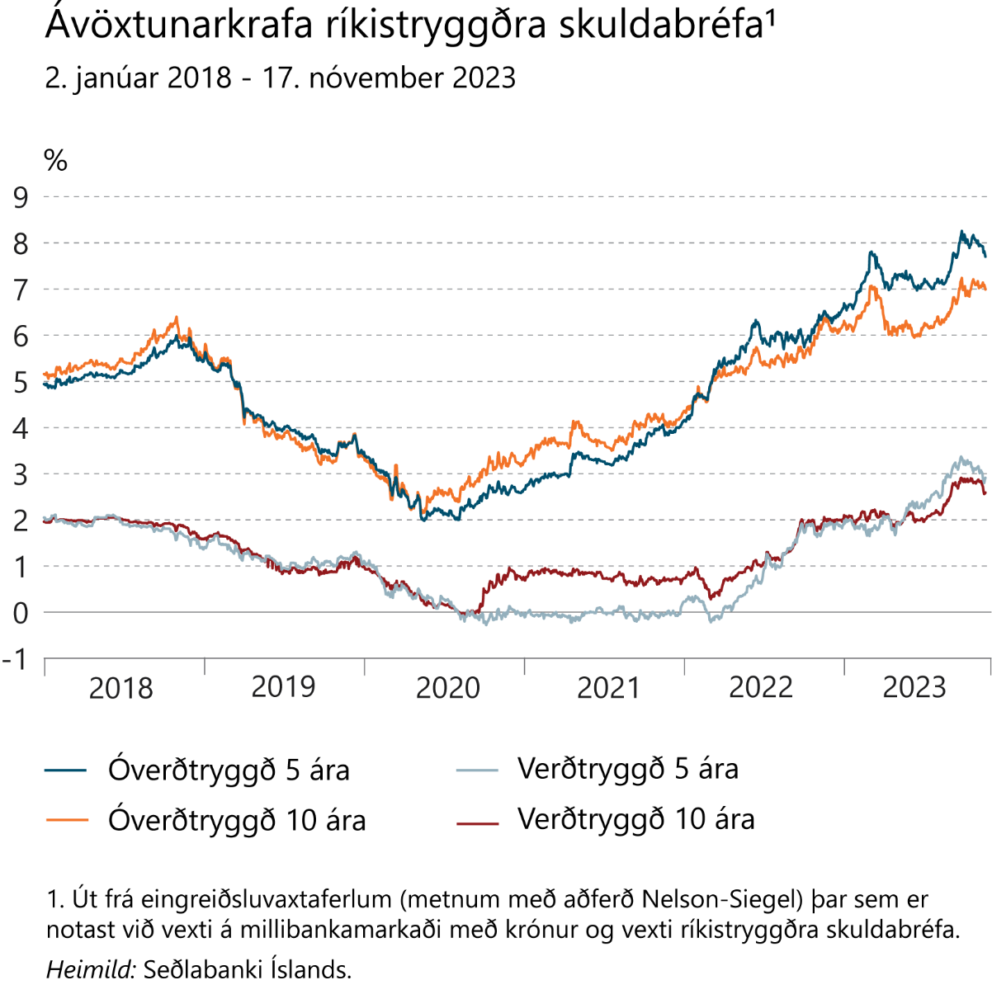 Ávöxtunarkrafa ríkistryggðra skuldabréfa¹
2. janúar 2018 - 17. nóvember 2023
%
9
8
7
6
5
4
3
2
1
0
-1
2018 2019 2020 2021 2022 2023
Óverðtryggð 5 ára Verðtryggð 5 ára
Óverðtryggð 10 ára Verðtryggð 10 ára
1. Út frá eingreiðsluvaxtaferlum (metnum með aðferð Nelson-Siegel) þar sem er
notast við vexti á millibankamarkaði með krónur og vexti ríkistryggðra skuldabréfa.
Heimild: Seðlabanki Íslands.